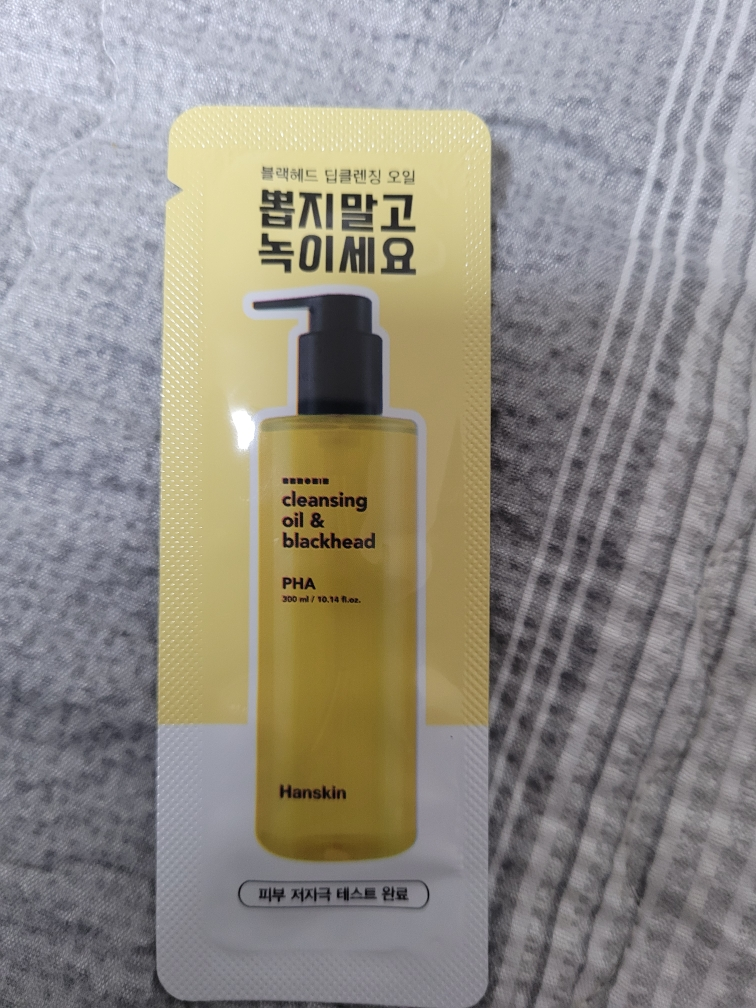 블랙헤드 딥클렌징 오일
뽑지말고
녹이세요
cleansing
oil &
blackhead
PHA
300 ml / 10.14 fl.oz.
Hanskin
피부 저자극 테스트 완료